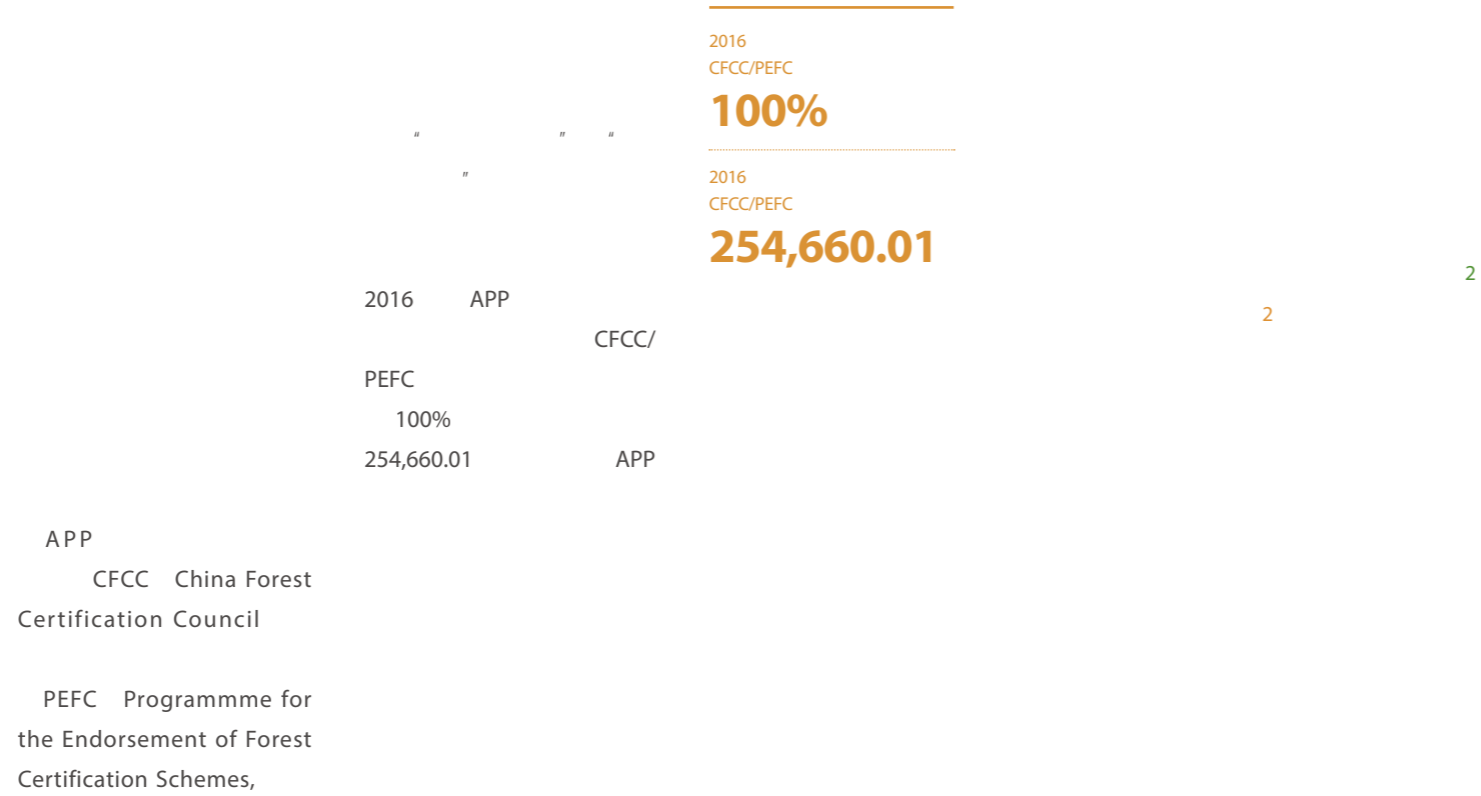 APP
CFCC China Forest
Certification Council
PEFC Programmme for
the Endorsement of Forest
Certification Schemes,
“ ” “
”
2016 APP
CFCC/
PEFC
100%
254,660.01 APP
2016
CFCC/PEFC
100%
2016
CFCC/PEFC
254,660.01
2
2